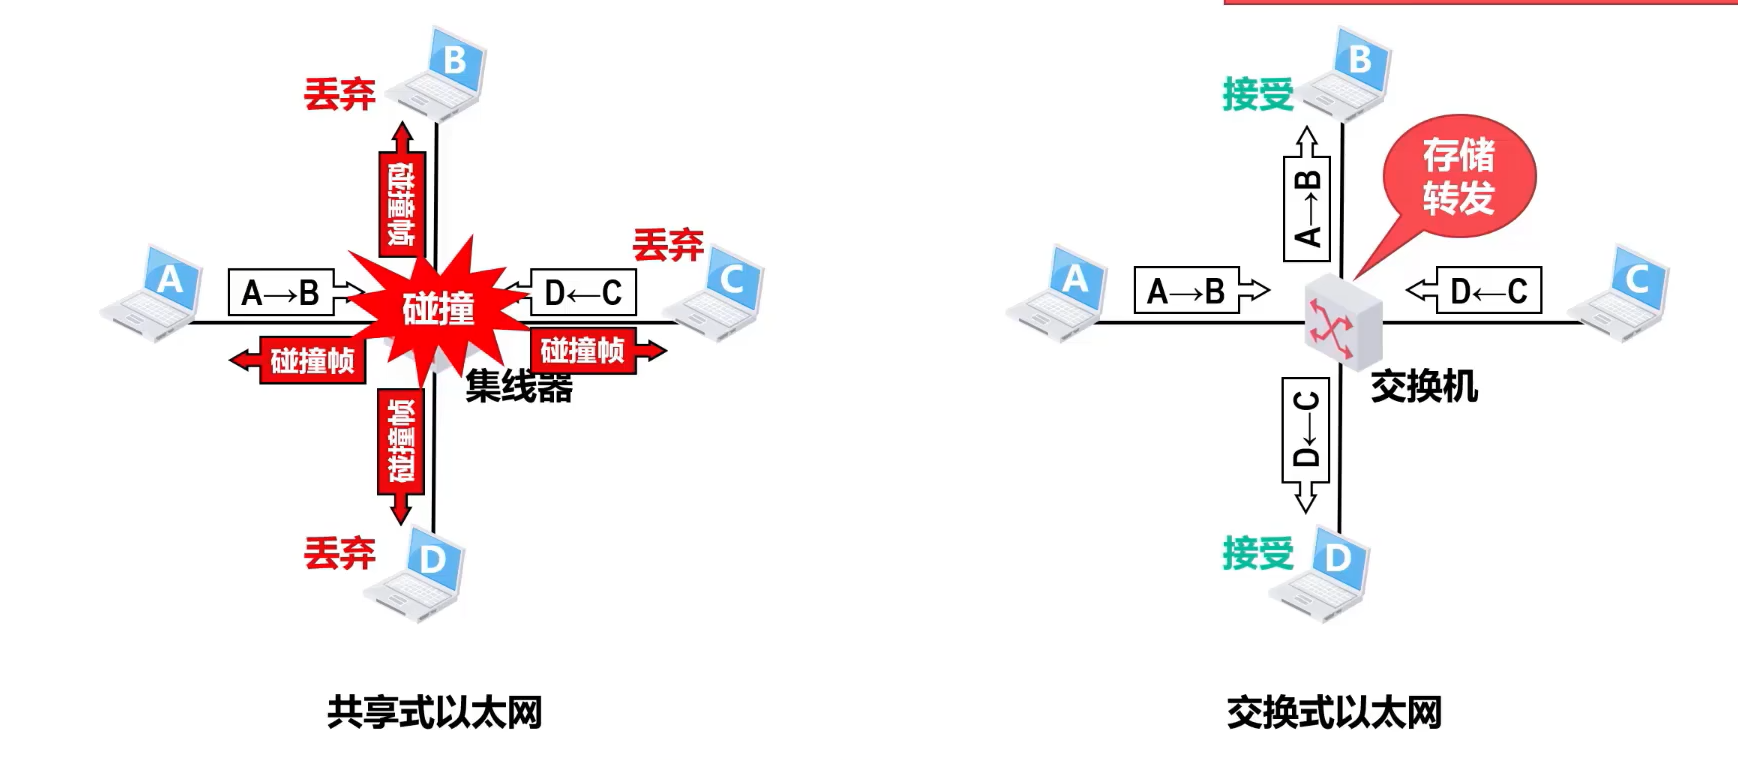 B
丢弃
碰撞帧
丢弃
A
A→B
碰撞
D←C
C
碰撞帧
碰撞帧
集线器
碰撞帧
丢弃
D
共享式以太网
B
接受
存储
转发
A→B
A
A→B
D←C
C
交换机
D←C
接受
D
交换式以太网